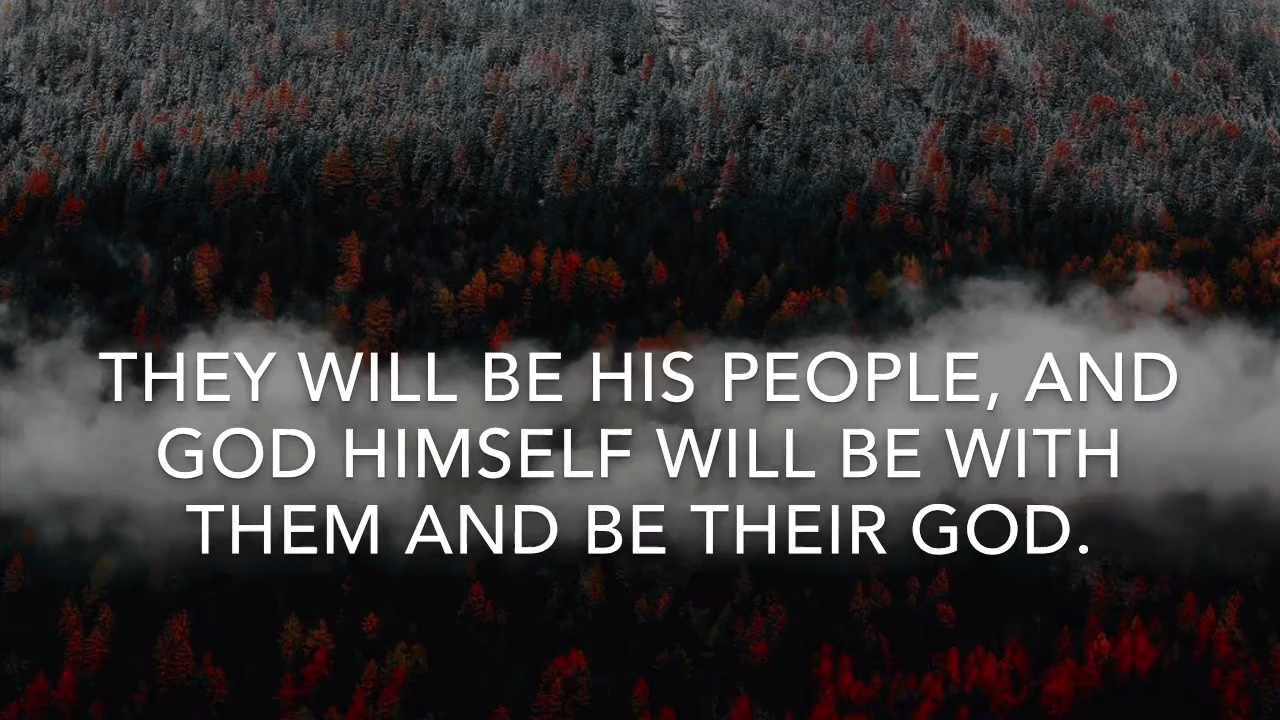 THEY WILL BE HIS PEOPLE, AND
GOD HIMSELF WILL BE WITH
THEM AND BE THEIR GOD.